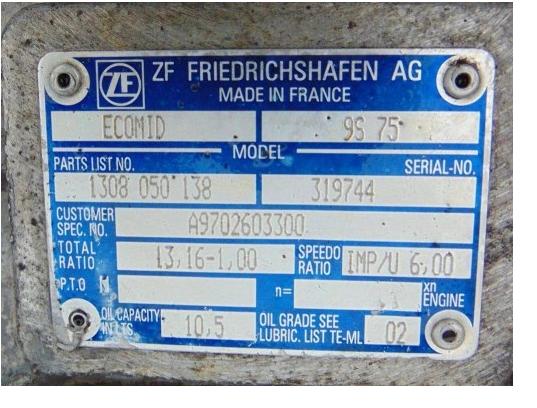 ZF ZF FRIEDRICHSHAFEN AG
MADE IN FRANCE
ECOMID 9S 75
MODEL
PARTS LIST NO. SERIAL-NO.
1308 050 138 319744
CUSTOMER
SPEC. NO. A9702603300
TOTAL
RATIO 13,16-1,00 SPEEDO
RATIO IMP/U 6,00
P.T.O N n= xn
ENGINE
OIL CAPACITY
IN LTS. 10,5 OIL GRADE SEE
LUBRIC. LIST TE-ML 02